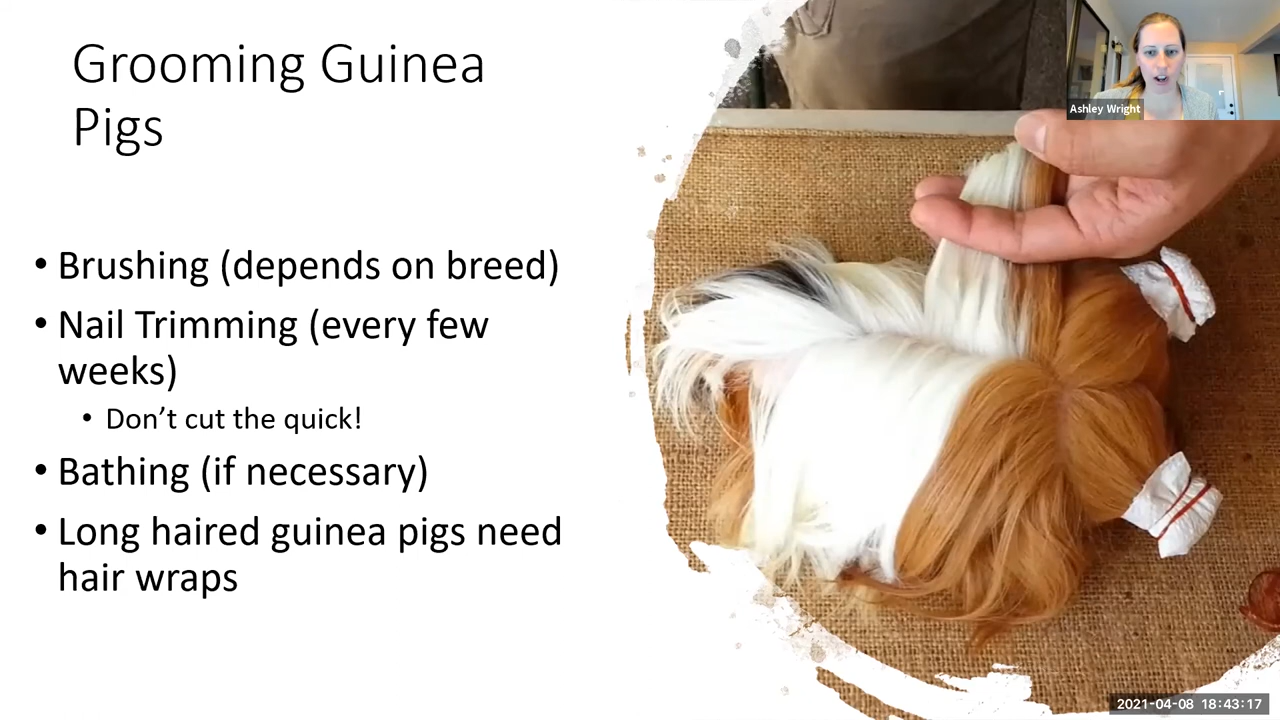 Grooming Guinea
Pigs
Ashley Wright
• Brushing (depends on breed)
• Nail Trimming (every few
weeks)
• Don’t cut the quick!
• Bathing (if necessary)
• Long haired guinea pigs need
hair wraps
2021-04-08 18:43:17